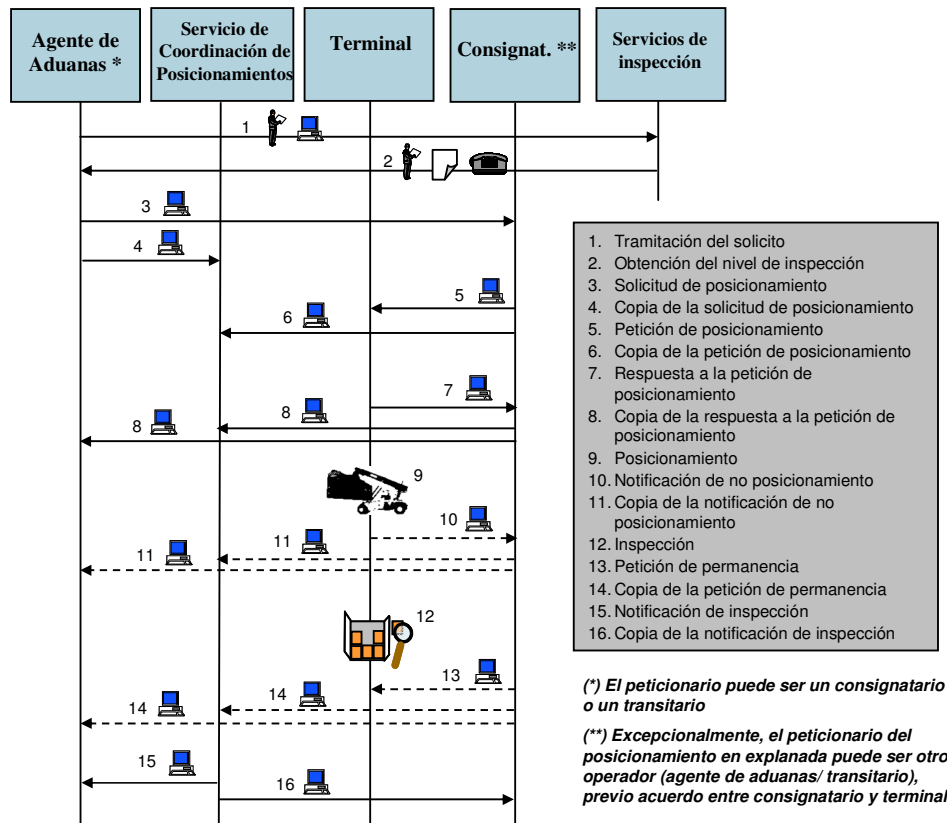 Agente de
Aduanas *
Servicio de
Coordinación de
Posicionamientos
Terminal
Consignat. **
Servicios de
inspección
1
2
3
4
5
6
7
8
8
9
10
11
11
12
13
14
14
15
16
1. Tramitación del solicito
2. Obtención del nivel de inspección
3. Solicitud de posicionamiento
4. Copia de la solicitud de posicionamiento
5. Petición de posicionamiento
6. Copia de la petición de posicionamiento
7. Respuesta a la petición de
posicionamiento
8. Copia de la respuesta a la petición de
posicionamiento
9. Posicionamiento
10. Notificación de no posicionamiento
11. Copia de la notificación de no
posicionamiento
12. Inspección
13. Petición de permanencia
14. Copia de la petición de permanencia
15. Notificación de inspección
16. Copia de la notificación de inspección
(*) El peticionario puede ser un consignatario
o un transitario
(**) Excepcionalmente, el peticionario del
posicionamiento en explanada puede ser otro
operador (agente de aduanas/ transitario),
previo acuerdo entre consignatario y terminal